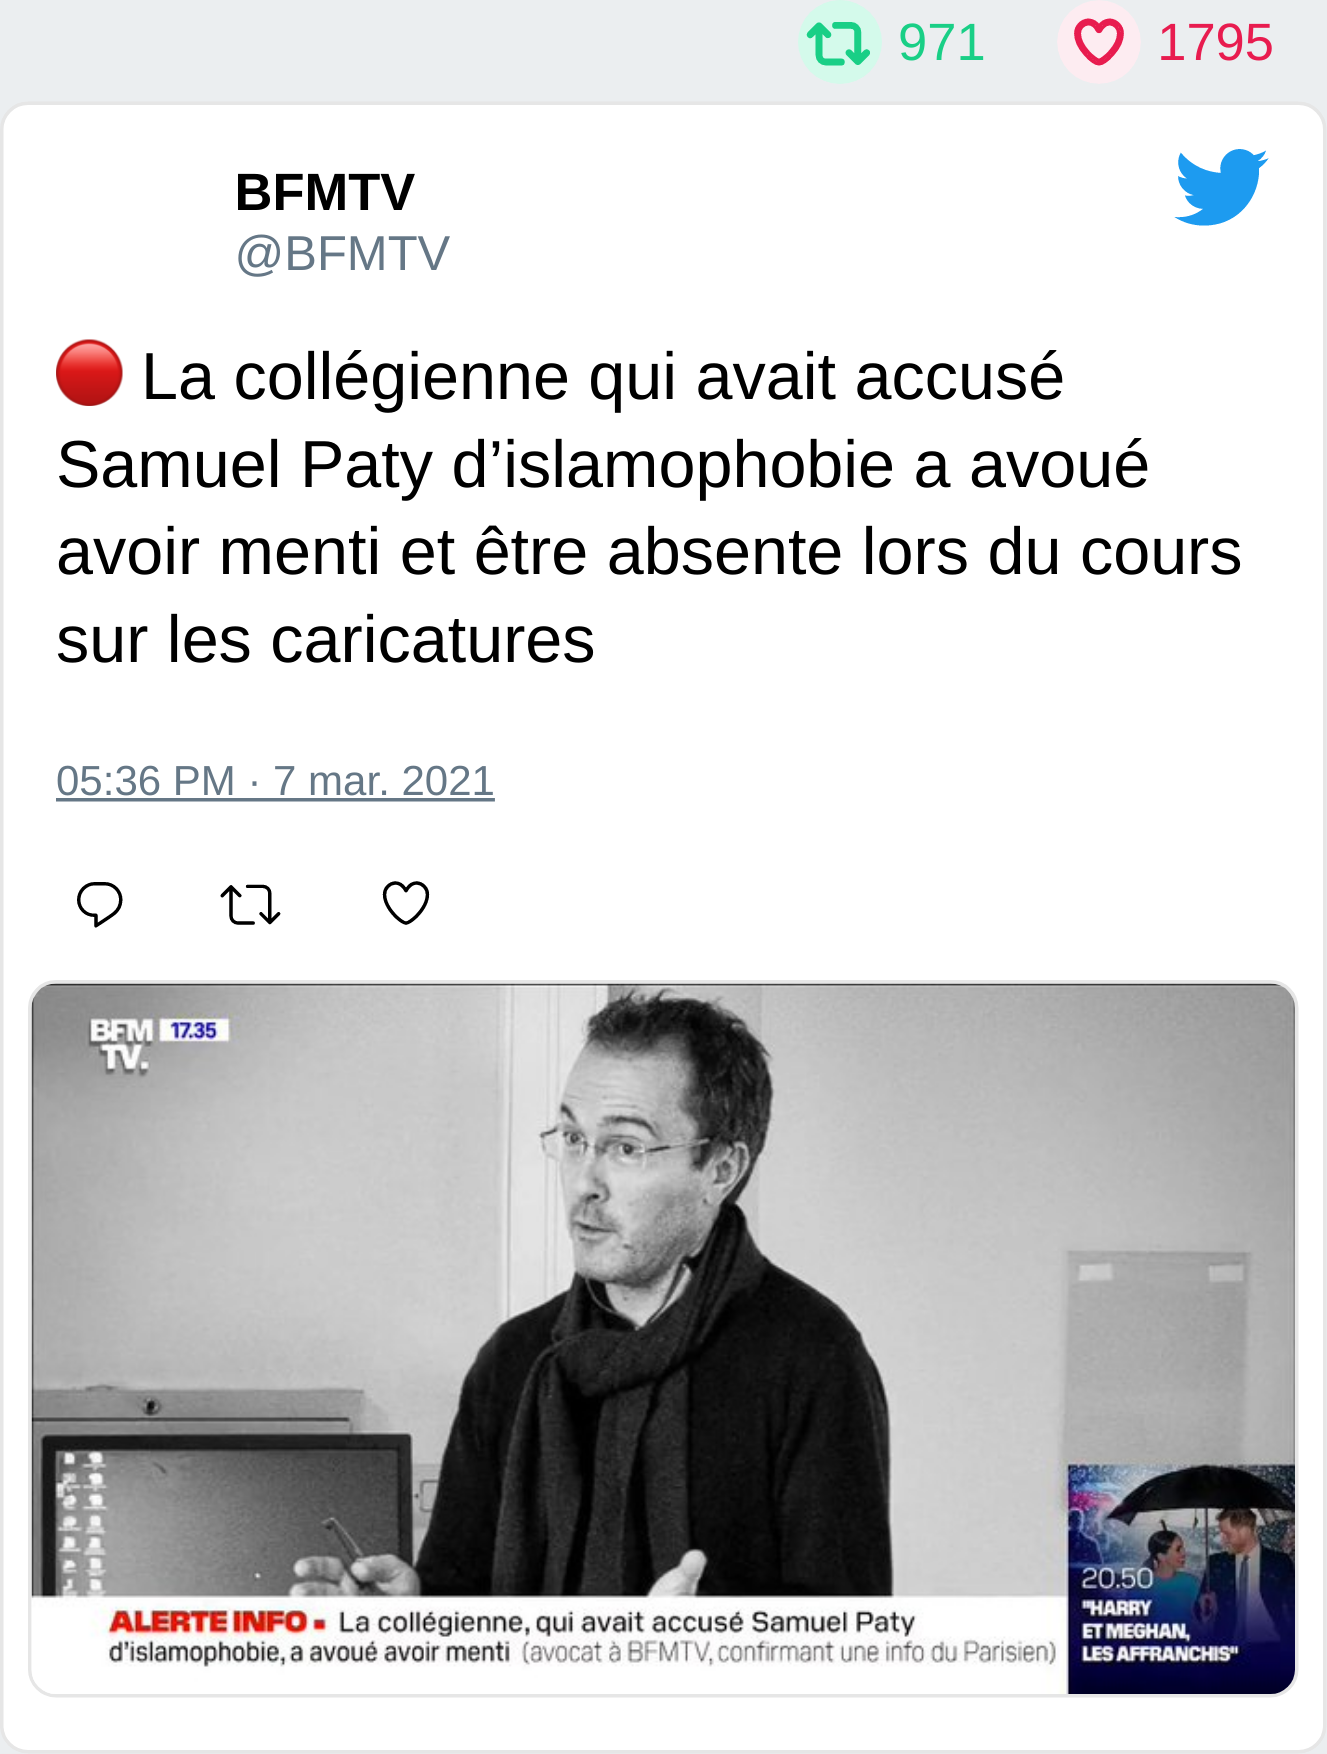 971 1795
BFMTV
@BFMTV
🔴 La collégienne qui avait accusé
Samuel Paty d’islamophobie a avoué
avoir menti et être absente lors du cours
sur les caricatures
05:36 PM · 7 mar. 2021
BFM 17.35
TV.
20.50
"HARRY
ET MEGHAN,
LES AFFRANCHIS"
ALERTE INFO ▪ La collégienne, qui avait accusé Samuel Paty
d’islamophobie, a avoué avoir menti (avocat à BFMTV, confirmant une info du Parisien)